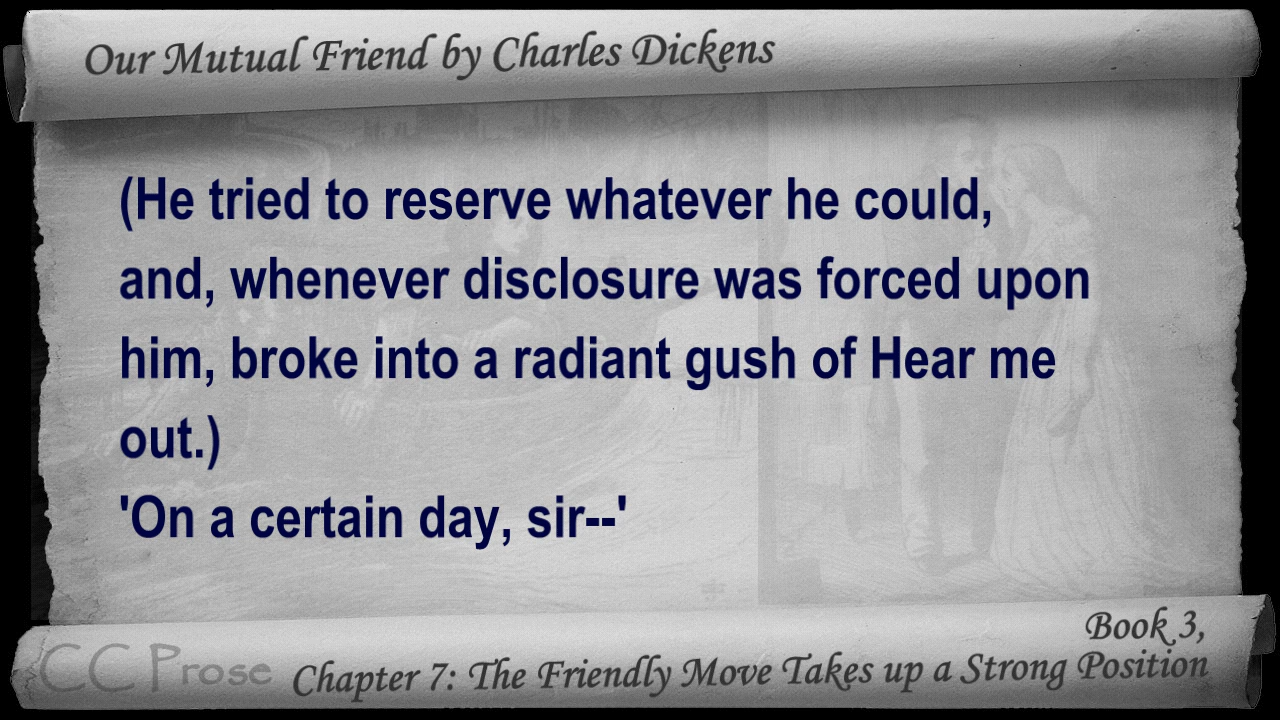 Our Mutual Friend by Charles Dickens
(He tried to reserve whatever he could,
and, whenever disclosure was forced upon
him, broke into a radiant gush of Hear me
out.)
'On a certain day, sir--'
Book 3,
CC Prose
Chapter 7: The Friendly Move Takes up a Strong Position